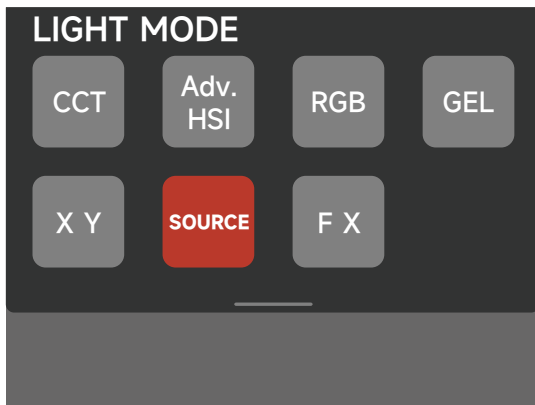 LIGHT MODE
CCT
Adv.
HSI
RGB
GEL
X Y
SOURCE
F X